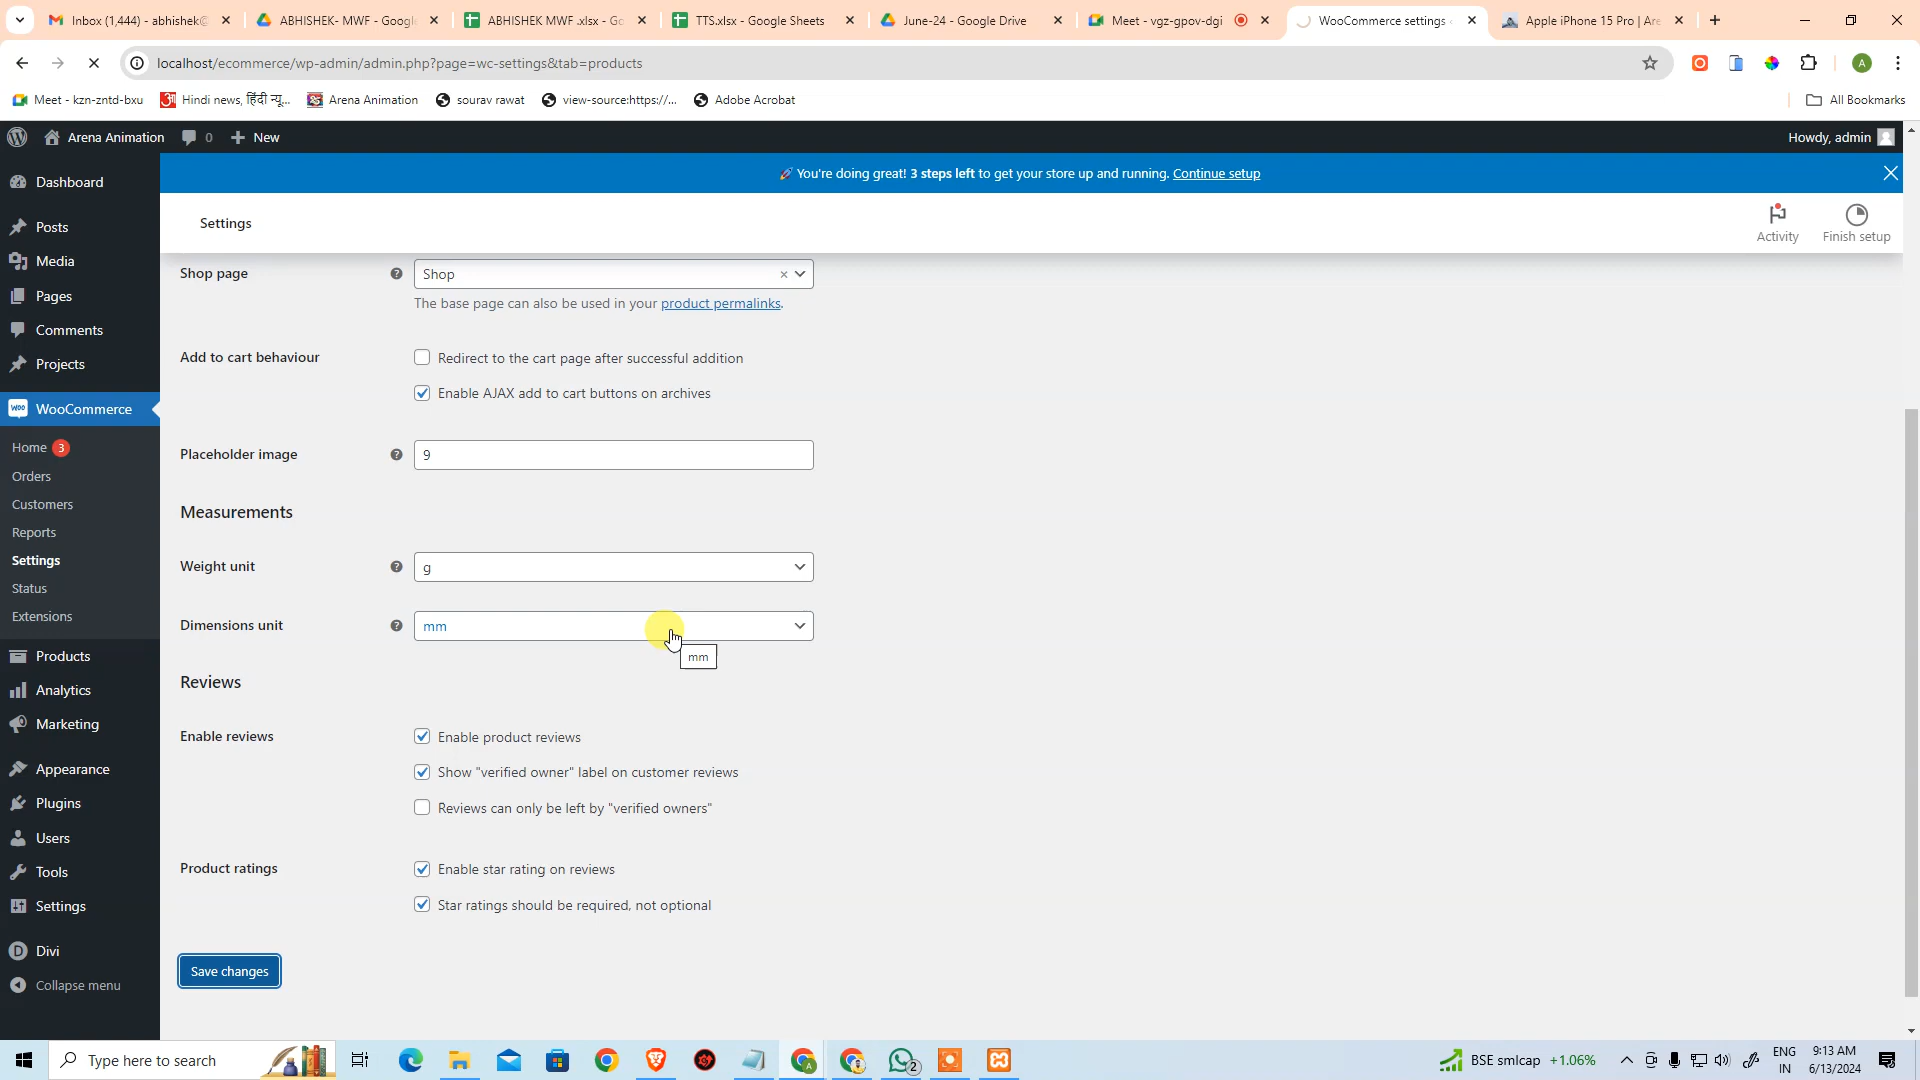 Inbox (1,444) - abhishek@
ABHISHEK- MWF - Google
ABHISHEK MWF .xlsx - Go
TTS.xlsx - Google Sheets
June-24 - Google Drive
Meet - vgz-gpov-dgi
WooCommerce settings
Apple iPhone 15 Pro | Are
localhost/ecommerce/wp-admin/admin.php?page=wc-settings&tab=products
A
Meet - kzn-zntd-bxu
Hindi news, हिंदी न्यू...
Arena Animation
sourav rawat
view-source:https://...
Adobe Acrobat
All Bookmarks
Arena Animation
0
New
Howdy, admin
Dashboard
🚀 You're doing great! 3 steps left to get your store up and running. Continue setup
Posts
Media
Pages
Comments
Projects
WooCommerce
Home 3
Orders
Customers
Reports
Settings
Status
Extensions
Products
Analytics
Marketing
Appearance
Plugins
Users
Tools
Settings
Divi
Collapse menu
Settings
Activity
Finish setup
Shop page
Shop
The base page can also be used in your product permalinks.
Add to cart behaviour
Redirect to the cart page after successful addition
Enable AJAX add to cart buttons on archives
Placeholder image
9
Measurements
Weight unit
g
Dimensions unit
mm
mm
Reviews
Enable reviews
Enable product reviews
Show "verified owner" label on customer reviews
Reviews can only be left by "verified owners"
Product ratings
Enable star rating on reviews
Star ratings should be required, not optional
Save changes
Type here to search
2
BSE smlcap +1.06%
ENG
IN
9:13 AM
6/13/2024